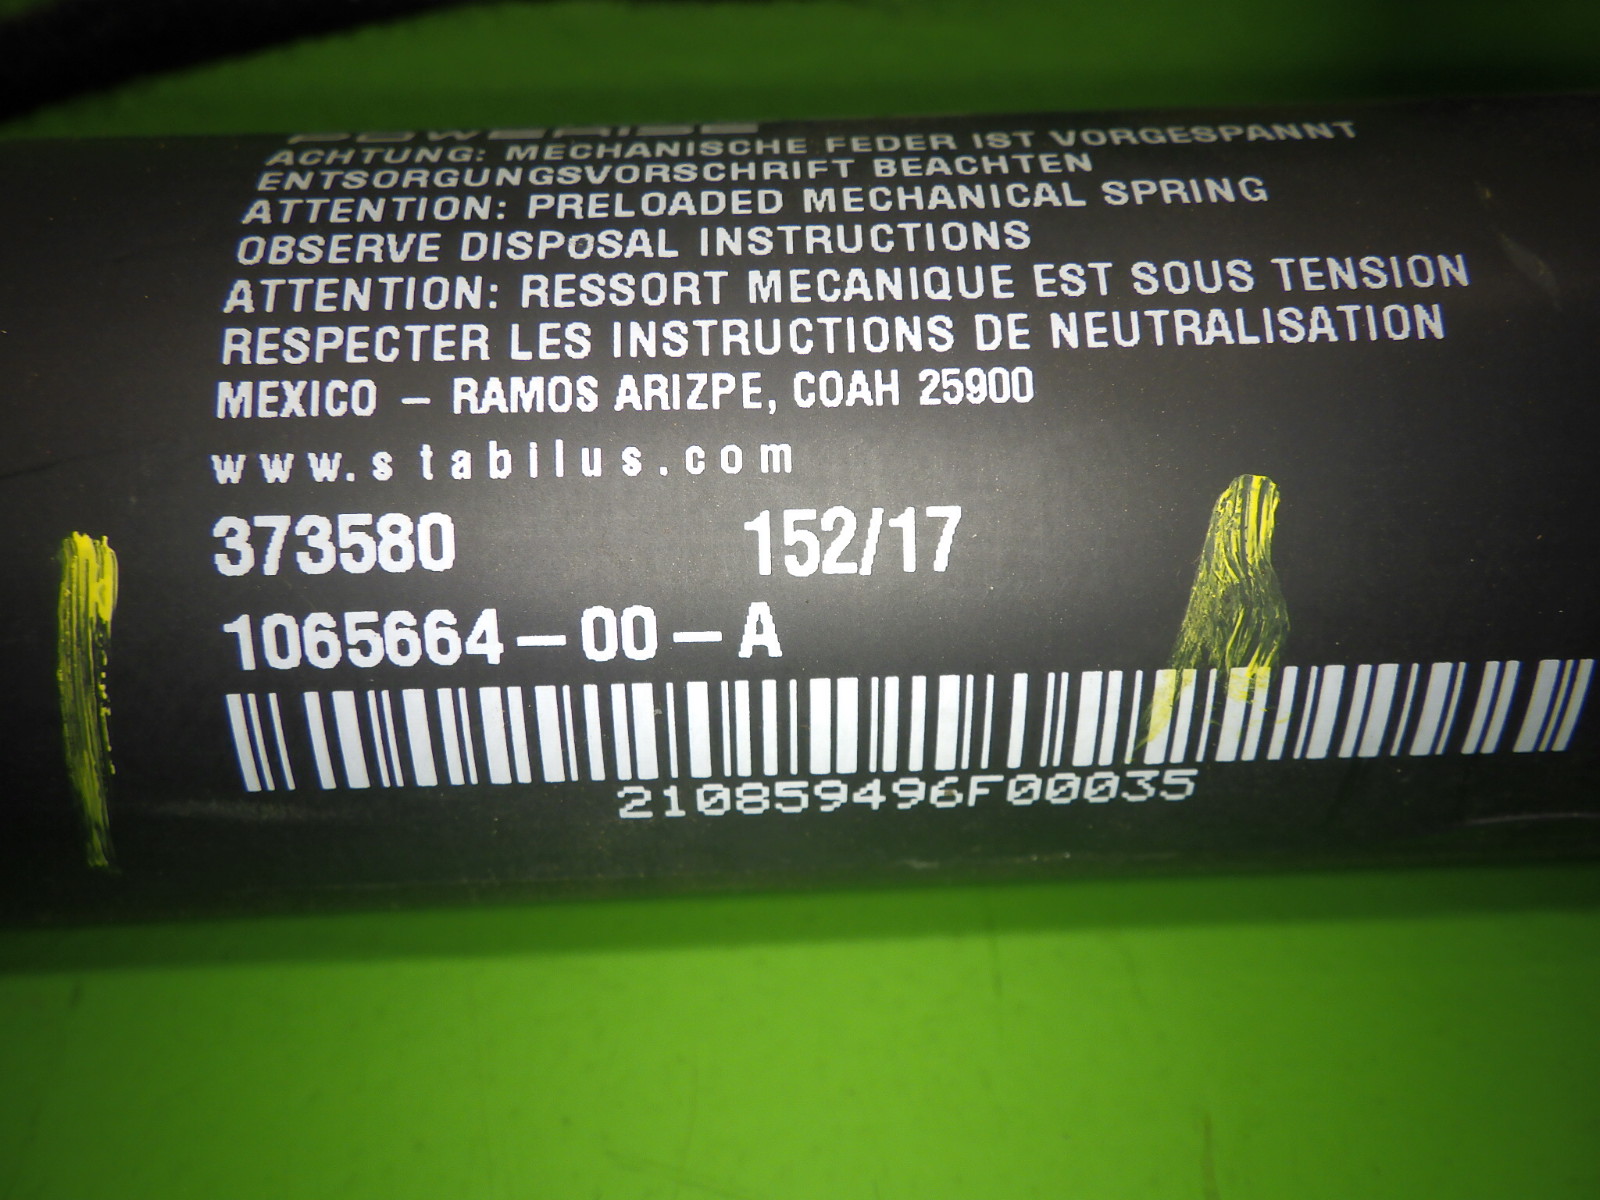 POWERISE
ACHTUNG: MECHANISCHE FEDER IST VORGESPANNT
ENTSORGUNGSVORSCHRIFT BEACHTEN
ATTENTION: PRELOADED MECHANICAL SPRING
OBSERVE DISPOSAL INSTRUCTIONS
ATTENTION: RESSORT MECANIQUE EST SOUS TENSION
RESPECTER LES INSTRUCTIONS DE NEUTRALISATION
MEXICO – RAMOS ARIZPE, COAH 25900
www.stabilus.com
373580 152/17
1065664-00-A
210859496F00035